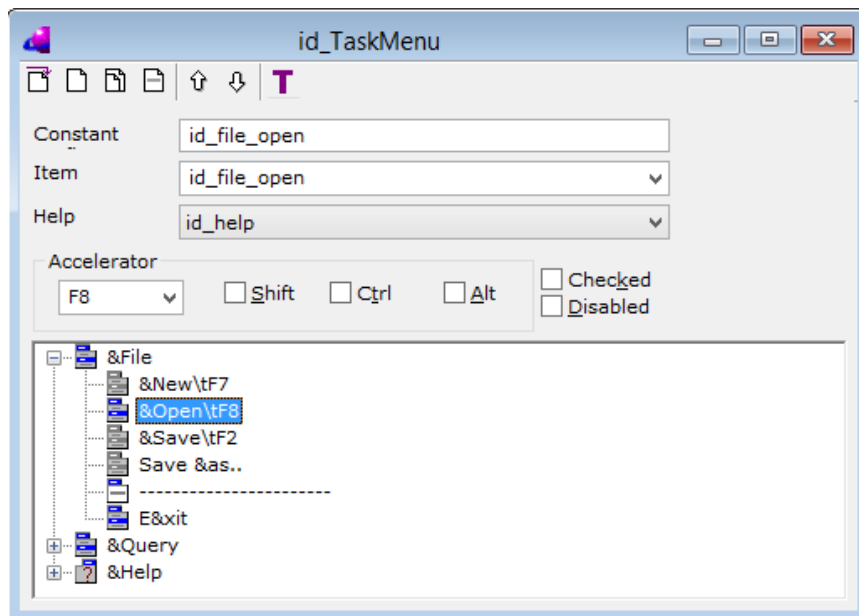 id_TaskMenu
T
Constant
id_file_open
Item
id_file_open
Help
id_help
Accelerator
F8
Shift
Ctrl
Alt
Checked
Disabled
&File
&New\tF7
&Open\tF8
&Save\tF2
Save &as..
-----------------------
E&xit
&Query
&Help